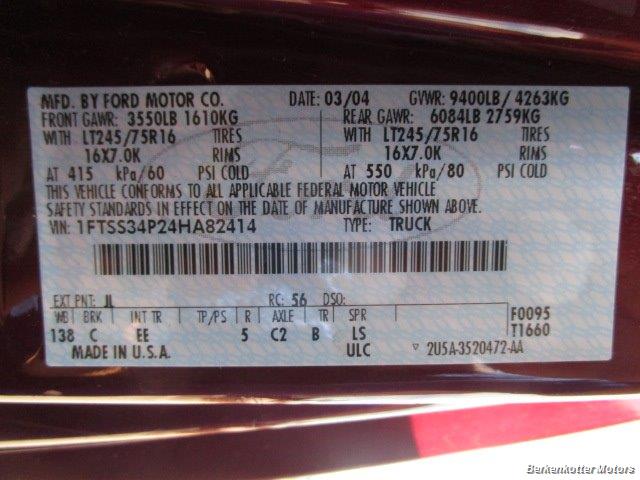 MFD. BY FORD MOTOR CO. DATE: 03/04 GVWR: 9400LB/ 4263KG
FRONT GAWR: 3550LB 1610KG REAR GAWR: 6084LB 2759KG
WITH LT245/75R16 TIRES WITH LT245/75R16 TIRES
16X7.0K RIMS 16X7.0K RIMS
AT 415 kPa/60 PSI COLD AT 550 kPa/80 PSI COLD
THIS VEHICLE CONFORMS TO ALL APPLICABLE FEDERAL MOTOR VEHICLE
SAFETY STANDARDS IN EFFECT ON THE DATE OF MANUFACTURE SHOWN ABOVE.
VIN: 1FTSS34P24HA82414 TYPE: TRUCK
EXT PNT: JL RC: 56 DSO:
WB BRK INT TR TP/PS R AXLE TR SPR F0095
138 C EE 5 C2 B LS T1660
MADE IN U.S.A. ULC ▽ 2U5A-3520472-AA
Berkenkotter Motors